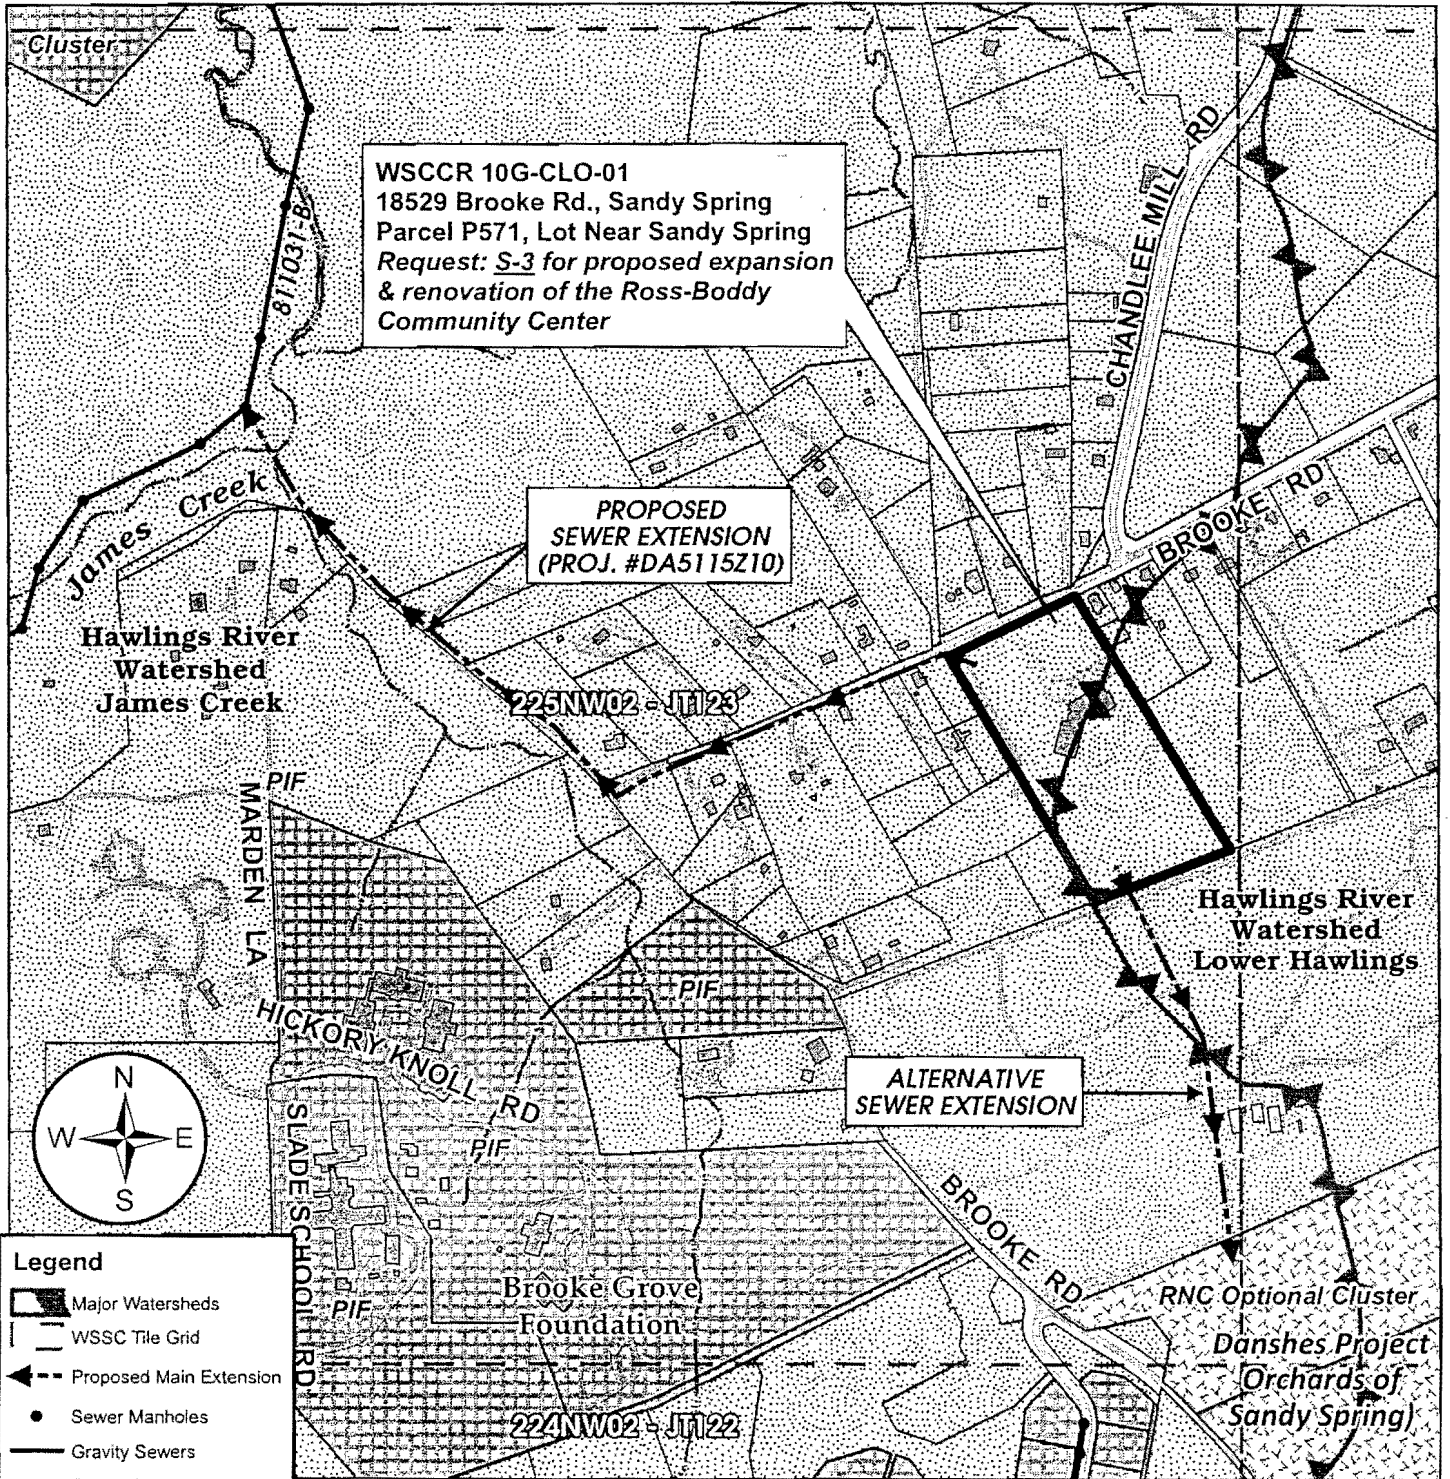 Cluster
811031-B
WSCCR 10G-CLO-01
18529 Brooke Rd., Sandy Spring
Parcel P571, Lot Near Sandy Spring
Request: S-3 for proposed expansion
& renovation of the Ross-Boddy
Community Center
CHANDLEE MILL RD
BROOKE RD
PROPOSED
SEWER EXTENSION
(PROJ. #DA5115Z10)
James Creek
Hawlings River
Watershed
James Creek
225NW02 - JT123
PIF
MARDEN LA
Hawlings River
Watershed
Lower Hawlings
PIF
HICKORY KNOLL RD
PIF
ALTERNATIVE
SEWER EXTENSION
N
W E
S
SLADE SCHOOL RD
BROOKE RD
Brooke Grove
Foundation
PIF
RNC Optional Cluster
Danshes Project
Orchards of
Sandy Spring)
224NW02 - JT122
Legend
Major Watersheds
WSSC Tile Grid
Proposed Main Extension
Sewer Manholes
Gravity Sewers